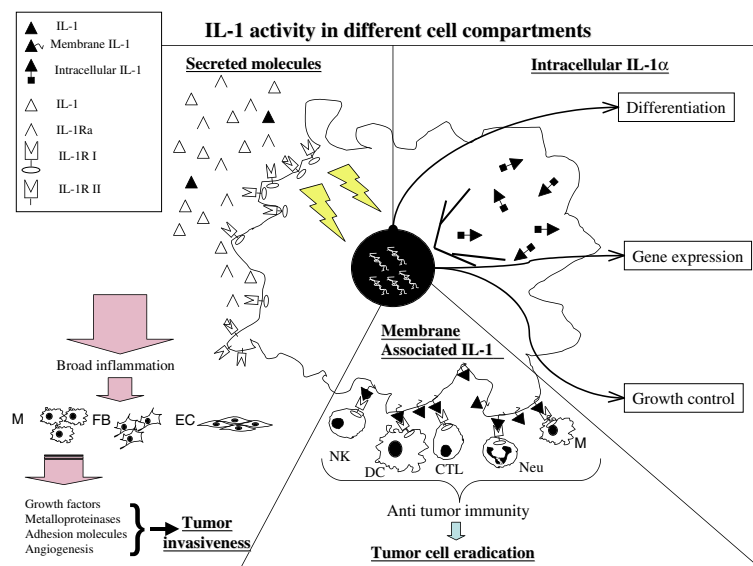 IL-1 activity in different cell compartments
IL-1
Membrane IL-1
Intracellular IL-1
IL-1
IL-1Ra
IL-1R I
IL-1R II
Secreted molecules
Intracellular IL-1α
Differentiation
Gene expression
Growth control
Membrane
Associated IL-1
Broad inflammation
M
FB
EC
Growth factors
Metalloproteinases
Adhesion molecules
Angiogenesis
Tumor
invasiveness
NK
DC
CTL
Neu
M
Anti tumor immunity
Tumor cell eradication